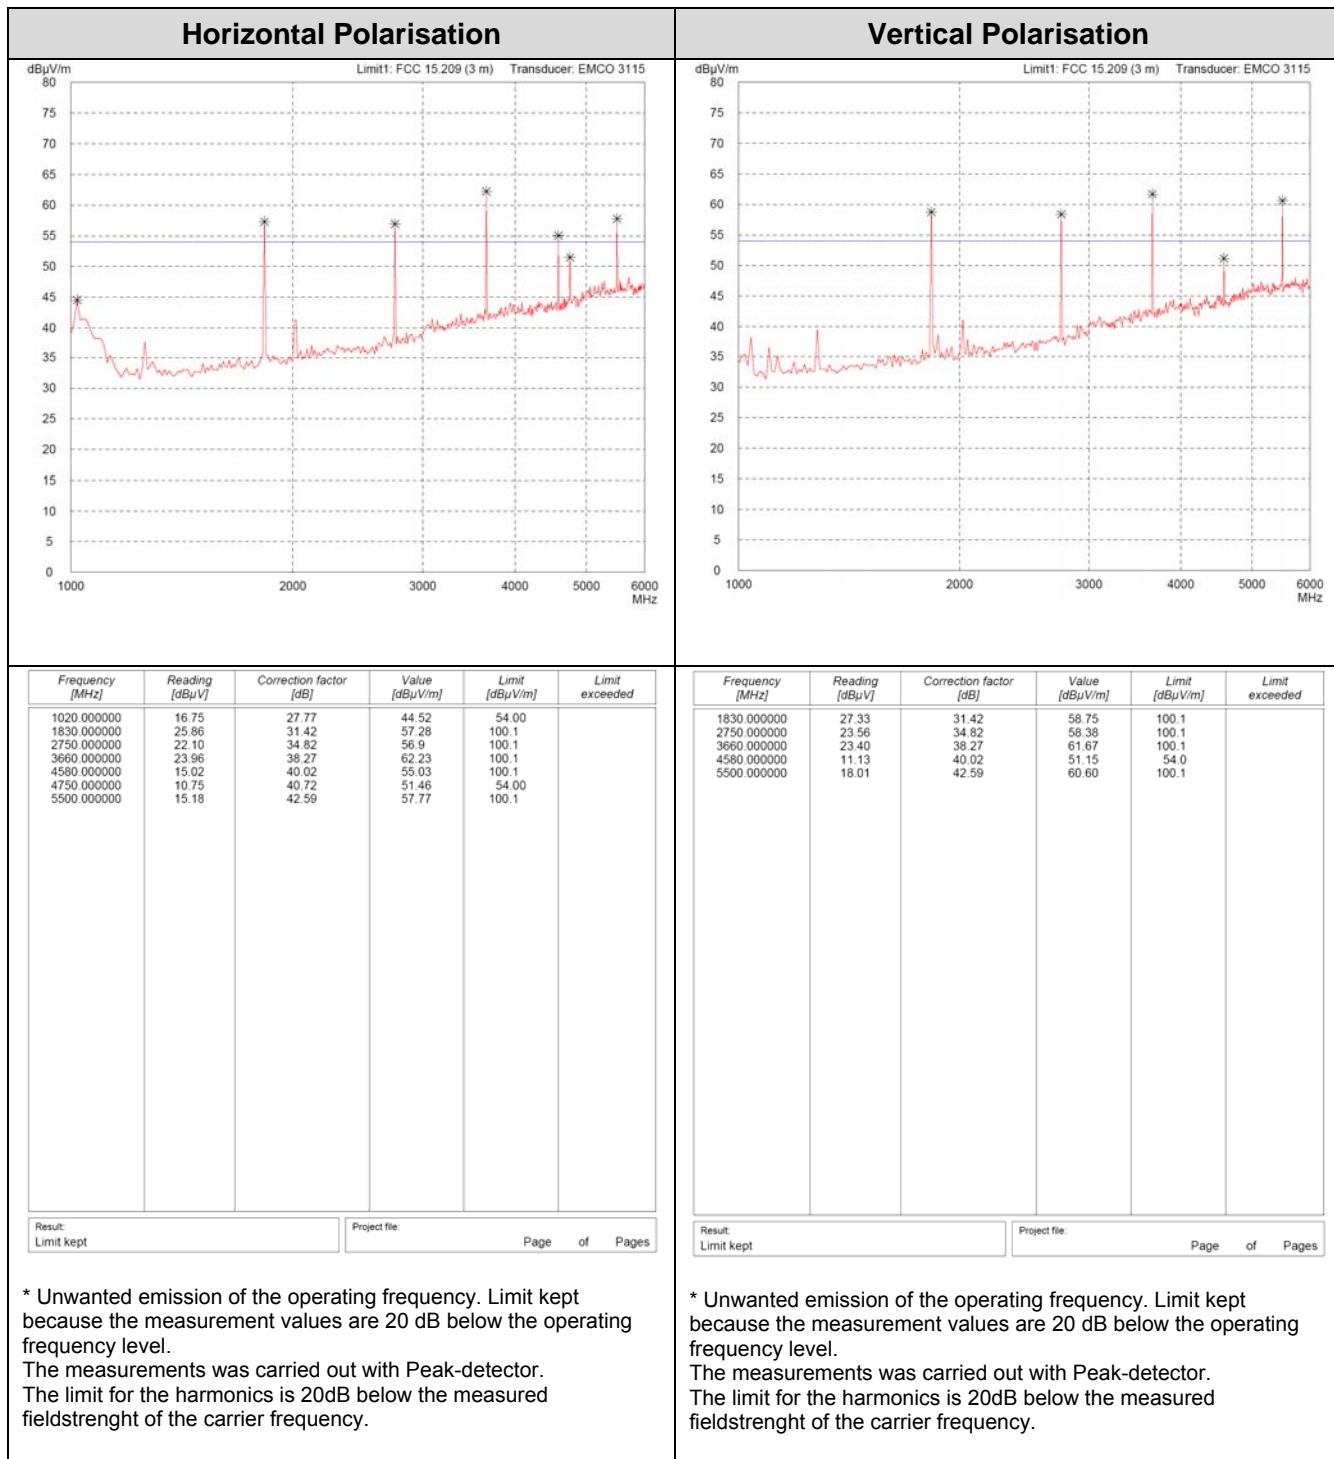 Horizontal Polarisation
dBµV/m Limit1: FCC 15.209 (3 m) Transducer: EMCO 3115
80
75
70
65
60
55
50
45
40
35
30
25
20
15
10
5
0
1000 2000 3000 4000 5000 6000
MHz
Frequency [MHz] Reading [dBµV] Correction factor [dB] Value [dBµV/m] Limit [dBµV/m] Limit exceeded
1020.000000 16.75 27.77 44.52 54.00
1830.000000 25.86 31.42 57.28 100.1
2750.000000 22.10 34.82 56.9 100.1
3660.000000 23.96 38.27 62.23 100.1
4580.000000 15.02 40.02 55.03 100.1
4750.000000 10.75 40.72 51.46 54.00
5500.000000 15.18 42.59 57.77 100.1
Result:
Limit kept
Project file:
Page of Pages
* Unwanted emission of the operating frequency. Limit kept
because the measurement values are 20 dB below the operating
frequency level.
The measurements was carried out with Peak-detector.
The limit for the harmonics is 20dB below the measured
fieldstrenght of the carrier frequency.
Vertical Polarisation
dBµV/m Limit1: FCC 15.209 (3 m) Transducer: EMCO 3115
80
75
70
65
60
55
50
45
40
35
30
25
20
15
10
5
0
1000 2000 3000 4000 5000 6000
MHz
Frequency [MHz] Reading [dBµV] Correction factor [dB] Value [dBµV/m] Limit [dBµV/m] Limit exceeded
1830.000000 27.33 31.42 58.75 100.1
2750.000000 23.56 34.82 58.38 100.1
3660.000000 23.40 38.27 61.67 100.1
4580.000000 11.13 40.02 51.15 54.0
5500.000000 18.01 42.59 60.60 100.1
Result:
Limit kept
Project file:
Page of Pages
* Unwanted emission of the operating frequency. Limit kept
because the measurement values are 20 dB below the operating
frequency level.
The measurements was carried out with Peak-detector.
The limit for the harmonics is 20dB below the measured
fieldstrenght of the carrier frequency.